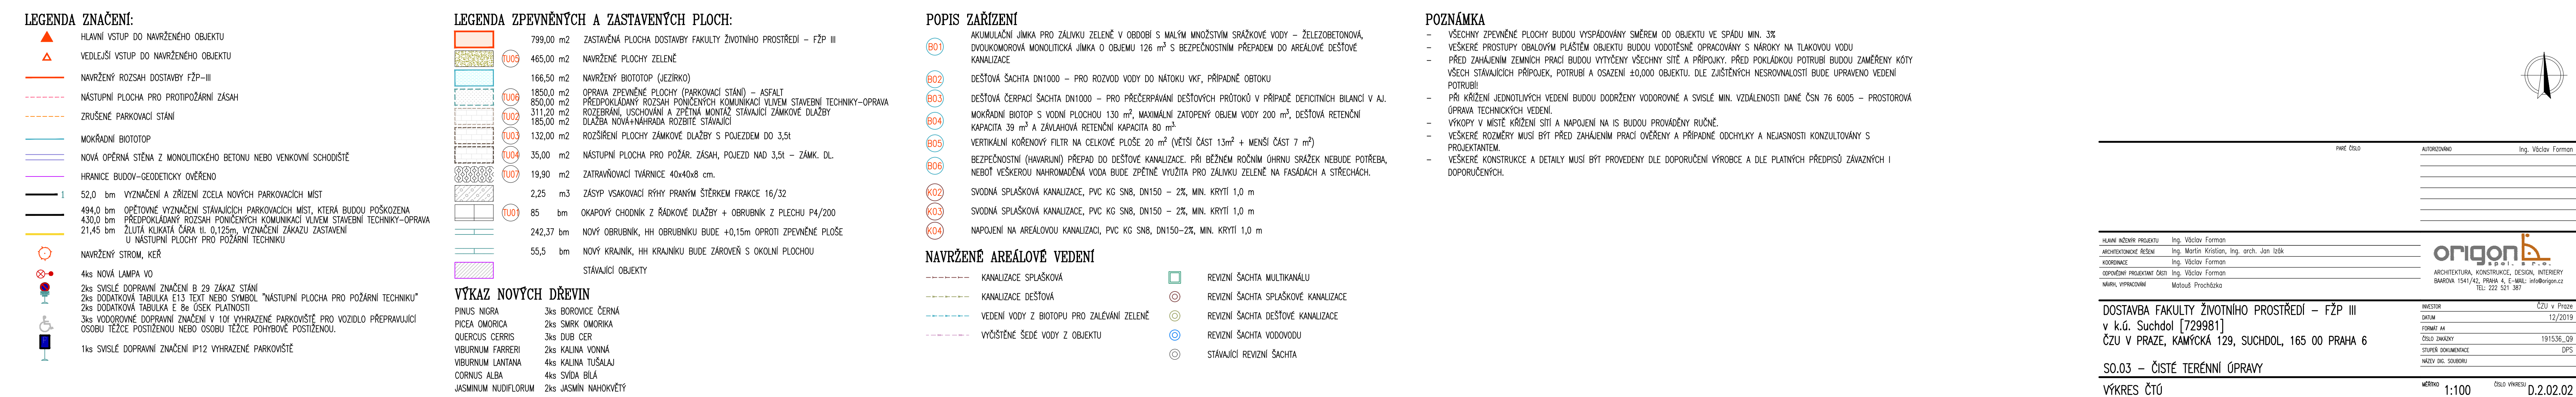 LEGENDA ZNAČENÍ:
HLAVNÍ VSTUP DO NAVRŽENÉHO OBJEKTU
VEDLEJŠÍ VSTUP DO NAVRŽENÉHO OBJEKTU
NAVRŽENÝ ROZSAH DOSTAVBY FŽP-III
NÁSTUPNÍ PLOCHA PRO PROTIPOŽÁRNÍ ZÁSAH
ZRUŠENÉ PARKOVACÍ STÁNÍ
MOKŘADNÍ BIOTOTOP
NOVÁ OPĚRNÁ STĚNA Z MONOLITICKÉHO BETONU NEBO VENKOVNÍ SCHODIŠTĚ
HRANICE BUDOV-GEODETICKY OVĚŘENO
1 52,0 bm VYZNAČENÍ A ZŘÍZENÍ ZCELA NOVÝCH PARKOVACÍCH MÍST
494,0 bm OPĚTOVNÉ VYZNAČENÍ STÁVAJÍCÍCH PARKOVACÍCH MÍST, KTERÁ BUDOU POŠKOZENA
430,0 bm PŘEDPOKLÁDANÝ ROZSAH PONIČENÝCH KOMUNIKACÍ VLIVEM STAVEBNÍ TECHNIKY-OPRAVA
21,45 bm ŽLUTÁ KLIKATÁ ČÁRA tl. 0,125m, VYZNAČENÍ ZÁKAZU ZASTAVENÍ
U NÁSTUPNÍ PLOCHY PRO POŽÁRNÍ TECHNIKU
NAVRŽENÝ STROM, KEŘ
4ks NOVÁ LAMPA VO
2ks SVISLÉ DOPRAVNÍ ZNAČENÍ B 29 ZÁKAZ STÁNÍ
2ks DODATKOVÁ TABULKA E13 TEXT NEBO SYMBOL "NÁSTUPNÍ PLOCHA PRO POŽÁRNÍ TECHNIKU"
2ks DODATKOVÁ TABULKA E 8e ÚSEK PLATNOSTI
3ks VODOROVNÉ DOPRAVNÍ ZNAČENÍ V 10f VYHRAZENÉ PARKOVIŠTĚ PRO VOZIDLO PŘEPRAVUJÍCÍ
OSOBU TĚŽCE POSTIŽENOU NEBO OSOBU TĚŽCE POHYBOVĚ POSTIŽENOU.
1ks SVISLÉ DOPRAVNÍ ZNAČENÍ IP12 VYHRAZENÉ PARKOVIŠTĚ
LEGENDA ZPEVNĚNÝCH A ZASTAVENÝCH PLOCH:
799,00 m2 ZASTAVĚNÁ PLOCHA DOSTAVBY FAKULTY ŽIVOTNÍHO PROSTŘEDÍ - FŽP III
TU05 465,00 m2 NAVRŽENÉ PLOCHY ZELENĚ
166,50 m2 NAVRŽENÝ BIOTOTOP (JEZÍRKO)
TU06 1850,0 m2 OPRAVA ZPEVNĚNÉ PLOCHY (PARKOVACÍ STÁNÍ) - ASFALT
850,00 m2 PŘEDPOKLÁDANÝ ROZSAH PONIČENÝCH KOMUNIKACÍ VLIVEM STAVEBNÍ TECHNIKY-OPRAVA
TU02 311,20 m2 ROZEBRÁNÍ, USCHOVÁNÍ A ZPĚTNÁ MONTÁŽ STÁVAJÍCÍ ZÁMKOVÉ DLAŽBY
185,00 m2 DLAŽBA NOVÁ+NÁHRADA ROZBITÉ STÁVAJÍCÍ
TU03 132,00 m2 ROZŠÍŘENÍ PLOCHY ZÁMKOVÉ DLAŽBY S POJEZDEM DO 3,5t
TU04 35,00 m2 NÁSTUPNÍ PLOCHA PRO POŽÁR. ZÁSAH, POJEZD NAD 3,5t - ZÁMK. DL.
TU07 19,90 m2 ZATRAVŇOVACÍ TVÁRNICE 40x40x8 cm.
2,25 m3 ZÁSYP VSAKOVACÍ RÝHY PRANÝM ŠTĚRKEM FRAKCE 16/32
TU01 85 bm OKAPOVÝ CHODNÍK Z ŘÁDKOVÉ DLAŽBY + OBRUBNÍK Z PLECHU P4/200
242,37 bm NOVÝ OBRUBNÍK, HH OBRUBNÍKU BUDE +0,15m OPROTI ZPEVNĚNÉ PLOŠE
55,5 bm NOVÝ KRAJNÍK, HH KRAJNÍKU BUDE ZÁROVEŇ S OKOLNÍ PLOCHOU
STÁVAJÍCÍ OBJEKTY
VÝKAZ NOVÝCH DŘEVIN
PINUS NIGRA 3ks BOROVICE ČERNÁ
PICEA OMORICA 2ks SMRK OMORIKA
QUERCUS CERRIS 3ks DUB CER
VIBURNUM FARRERI 2ks KALINA VONNÁ
VIBURNUM LANTANA 4ks KALINA TUŠALAJ
CORNUS ALBA 4ks SVÍDA BÍLÁ
JASMINUM NUDIFLORUM 2ks JASMÍN NAHOKVĚTÝ
POPIS ZAŘÍZENÍ
B01 AKUMULAČNÍ JÍMKA PRO ZÁLIVKU ZELENĚ V OBDOBÍ S MALÝM MNOŽSTVÍM SRÁŽKOVÉ VODY - ŽELEZOBETONOVÁ,
DVOUKOMOROVÁ MONOLITICKÁ JÍMKA O OBJEMU 126 m³ S BEZPEČNOSTNÍM PŘEPADEM DO AREÁLOVÉ DEŠŤOVÉ
KANALIZACE
B02 DEŠŤOVÁ ŠACHTA DN1000 - PRO ROZVOD VODY DO NÁTOKU VKF, PŘÍPADNĚ OBTOKU
B03 DEŠŤOVÁ ČERPACÍ ŠACHTA DN1000 - PRO PŘEČERPÁVÁNÍ DEŠŤOVÝCH PRŮTOKŮ V PŘÍPADĚ DEFICITNÍCH BILANCÍ V AJ.
B04 MOKŘADNÍ BIOTOP S VODNÍ PLOCHOU 130 m², MAXIMÁLNÍ ZATOPENÝ OBJEM VODY 200 m³, DEŠŤOVÁ RETENČNÍ
KAPACITA 39 m³ A ZÁVLAHOVÁ RETENČNÍ KAPACITA 80 m³.
B05 VERTIKÁLNÍ KOŘENOVÝ FILTR NA CELKOVÉ PLOŠE 20 m² (VĚTŠÍ ČÁST 13m² + MENŠÍ ČÁST 7 m²)
B06 BEZPEČNOSTNÍ (HAVARIJNÍ) PŘEPAD DO DEŠŤOVÉ KANALIZACE. PŘI BĚŽNÉM ROČNÍM ÚHRNU SRÁŽEK NEBUDE POTŘEBA,
NEBOŤ VEŠKEROU NAHROMADĚNÁ VODA BUDE ZPĚTNĚ VYUŽITA PRO ZÁLIVKU ZELENĚ NA FASÁDÁCH A STŘECHÁCH.
K02 SVODNÁ SPLAŠKOVÁ KANALIZACE, PVC KG SN8, DN150 - 2%, MIN. KRYTÍ 1,0 m
K03 SVODNÁ SPLAŠKOVÁ KANALIZACE, PVC KG SN8, DN150 - 2%, MIN. KRYTÍ 1,0 m
K04 NAPOJENÍ NA AREÁLOVOU KANALIZACI, PVC KG SN8, DN150-2%, MIN. KRYTÍ 1,0 m
NAVRŽENÉ AREÁLOVÉ VEDENÍ
KANALIZACE SPLAŠKOVÁ
KANALIZACE DEŠŤOVÁ
VEDENÍ VODY Z BIOTOPU PRO ZALÉVÁNÍ ZELENĚ
VYČIŠTĚNÉ ŠEDÉ VODY Z OBJEKTU
REVIZNÍ ŠACHTA MULTIKANÁLU
REVIZNÍ ŠACHTA SPLAŠKOVÉ KANALIZACE
REVIZNÍ ŠACHTA DEŠŤOVÉ KANALIZACE
REVIZNÍ ŠACHTA VODOVODU
STÁVAJÍCÍ REVIZNÍ ŠACHTA
POZNÁMKA
- VŠECHNY ZPEVNĚNÉ PLOCHY BUDOU VYSPÁDOVÁNY SMĚREM OD OBJEKTU VE SPÁDU MIN. 3%
- VEŠKERÉ PROSTUPY OBALOVÝM PLÁŠTĚM OBJEKTU BUDOU VODOTĚSNĚ OPRACOVÁNY S NÁROKY NA TLAKOVOU VODU
- PŘED ZAHÁJENÍM ZEMNÍCH PRACÍ BUDOU VYTYČENY VŠECHNY SÍTĚ A PŘÍPOJKY. PŘED POKLÁDKOU POTRUBÍ BUDOU ZAMĚŘENY KÓTY
VŠECH STÁVAJÍCÍCH PŘÍPOJEK, POTRUBÍ A OSAZENÍ ±0,000 OBJEKTU. DLE ZJIŠTĚNÝCH NESROVNALOSTÍ BUDE UPRAVENO VEDENÍ
POTRUBÍ!
- PŘI KŘÍŽENÍ JEDNOTLIVÝCH VEDENÍ BUDOU DODRŽENY VODOROVNÉ A SVISLÉ MIN. VZDÁLENOSTI DANÉ ČSN 76 6005 - PROSTOROVÁ
ÚPRAVA TECHNICKÝCH VEDENÍ.
- VÝKOPY V MÍSTĚ KŘÍŽENÍ SÍTÍ A NAPOJENÍ NA IS BUDOU PROVÁDĚNY RUČNĚ.
- VEŠKERÉ ROZMĚRY MUSÍ BÝT PŘED ZAHÁJENÍM PRACÍ OVĚŘENY A PŘÍPADNÉ ODCHYLKY A NEJASNOSTI KONZULTOVÁNY S
PROJEKTANTEM.
- VEŠKERÉ KONSTRUKCE A DETAILY MUSÍ BÝT PROVEDENY DLE DOPORUČENÍ VÝROBCE A DLE PLATNÝCH PŘEDPISŮ ZÁVAZNÝCH I
DOPORUČENÝCH.
PARÉ ČÍSLO
AUTORIZOVÁNO Ing. Václav Forman
HLAVNÍ INŽENÝR PROJEKTU Ing. Václav Forman
ARCHITEKTONICKÉ ŘEŠENÍ Ing. Martin Kristian, Ing. arch. Jan Izák
KOORDINACE Ing. Václav Forman
ODPOVĚDNÝ PROJEKTANT ČÁSTI Ing. Václav Forman
NÁVRH, VYPRACOVÁNÍ Matouš Procházka
origon
spol. s r.o.
ARCHITEKTURA, KONSTRUKCE, DESIGN, INTERIERY
BAAROVA 1541/42, PRAHA 4, E-MAIL: info@origon.cz
TEL: 222 521 387
DOSTAVBA FAKULTY ŽIVOTNÍHO PROSTŘEDÍ - FŽP III
v k.ú. Suchdol [729981]
ČZU V PRAZE, KAMÝCKÁ 129, SUCHDOL, 165 00 PRAHA 6
SO.03 - ČISTÉ TERÉNNÍ ÚPRAVY
VÝKRES ČTÚ
INVESTOR ČZU v Praze
DATUM 12/2019
FORMÁT A4
ČÍSLO ZAKÁZKY 191536_Q9
STUPEŇ DOKUMENTACE DPS
NÁZEV DIG. SOUBORU
MĚŘÍTKO 1:100 ČÍSLO VÝKRESU D.2.02.02